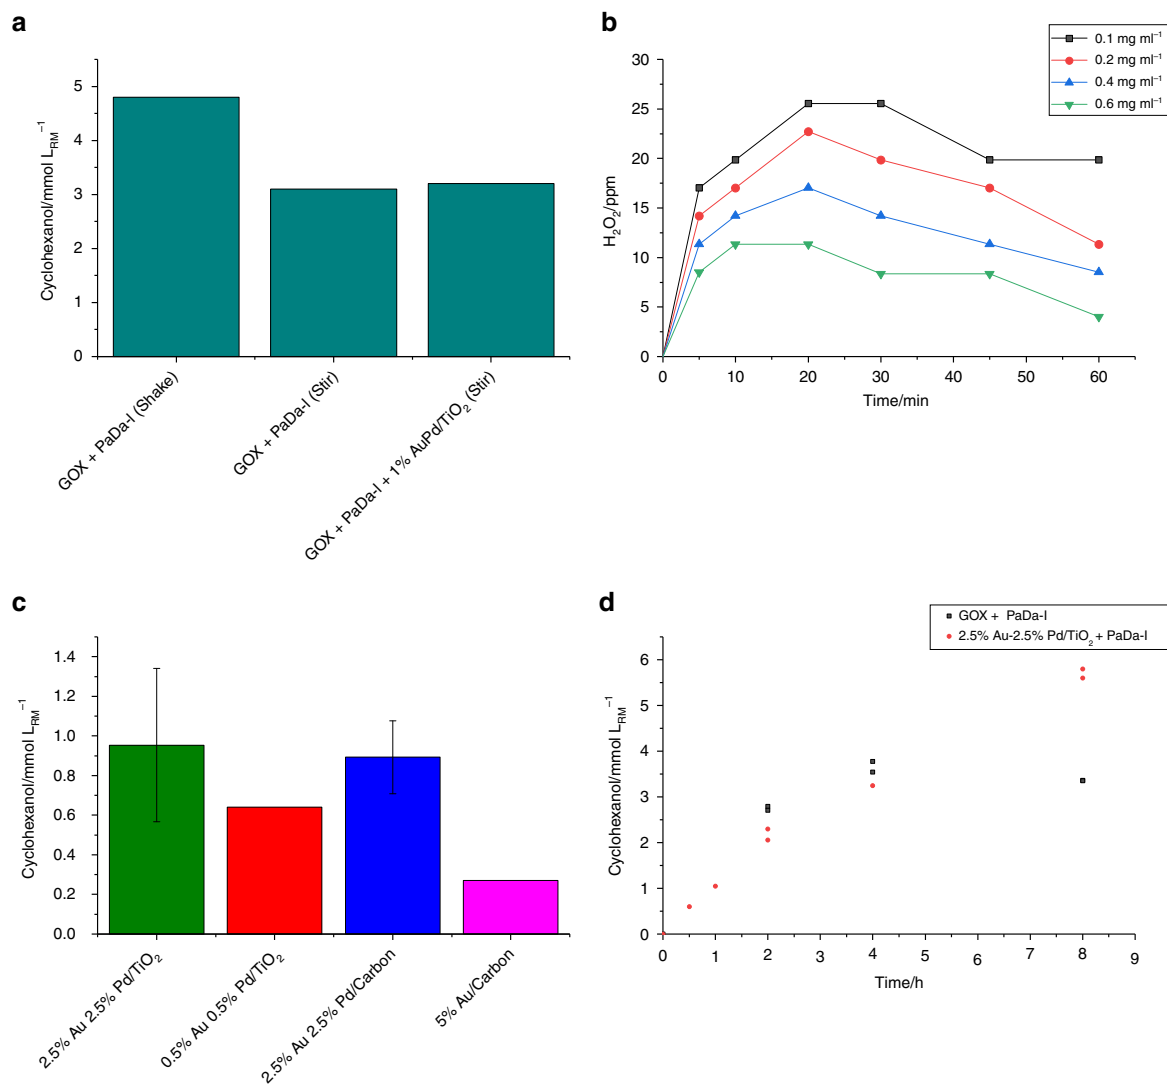 a
Cyclohexanol/mmol L_RM⁻¹
5
4
3
2
1
0
GOX + PaDa-I (Shake)
GOX + PaDa-I (Stir)
GOX + PaDa-I + 1% AuPd/TiO₂ (Stir)
b
0.1 mg ml⁻¹
0.2 mg ml⁻¹
0.4 mg ml⁻¹
0.6 mg ml⁻¹
H₂O₂/ppm
30
25
20
15
10
5
0
0 10 20 30 40 50 60
Time/min
c
Cyclohexanol/mmol L_RM⁻¹
1.4
1.2
1.0
0.8
0.6
0.4
0.2
0.0
2.5% Au 2.5% Pd/TiO₂
0.5% Au 0.5% Pd/TiO₂
2.5% Au 2.5% Pd/Carbon
5% Au/Carbon
d
GOX + PaDa-I
2.5% Au-2.5% Pd/TiO₂ + PaDa-I
Cyclohexanol/mmol L_RM⁻¹
6
5
4
3
2
1
0
0 1 2 3 4 5 6 7 8 9
Time/h